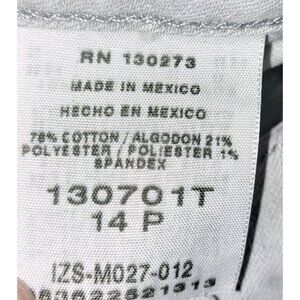 RN 130273
MADE IN MEXICO
HECHO EN MEXICO
78% COTTON / ALGODON 21%
POLYESTER / POLIESTER 1%
SPANDEX
130701T
14 P
IZS-M027-012